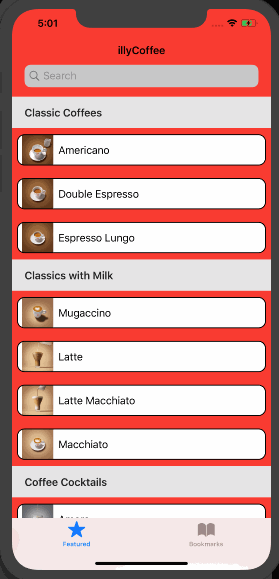 5:01
illyCoffee
Search
Classic Coffees
Americano
Double Espresso
Espresso Lungo
Classics with Milk
Mugaccino
Latte
Latte Macchiato
Macchiato
Coffee Cocktails
Featured
Bookmarks